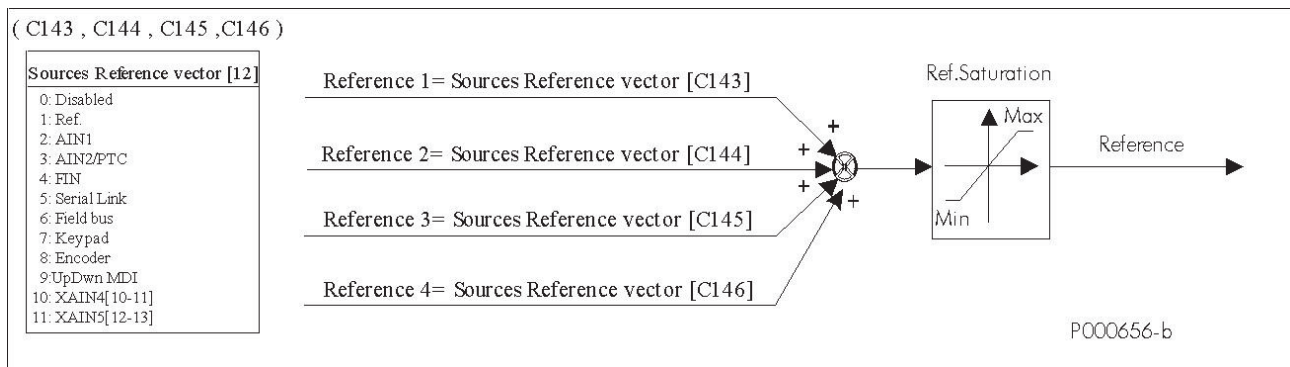 ( C143 , C144 , C145 ,C146 )
Sources Reference vector [12]
0: Disabled
1: Ref.
2: AIN1
3: AIN2/PTC
4: FIN
5: Serial Link
6: Field bus
7: Keypad
8: Encoder
9:UpDwn MDI
10: XAIN4[10-11]
11: XAIN5[12-13]
Reference 1= Sources Reference vector [C143]
Reference 2= Sources Reference vector [C144]
Reference 3= Sources Reference vector [C145]
Reference 4= Sources Reference vector [C146]
+
+
+
+
Ref.Saturation
Max
Min
Reference
P000656-b